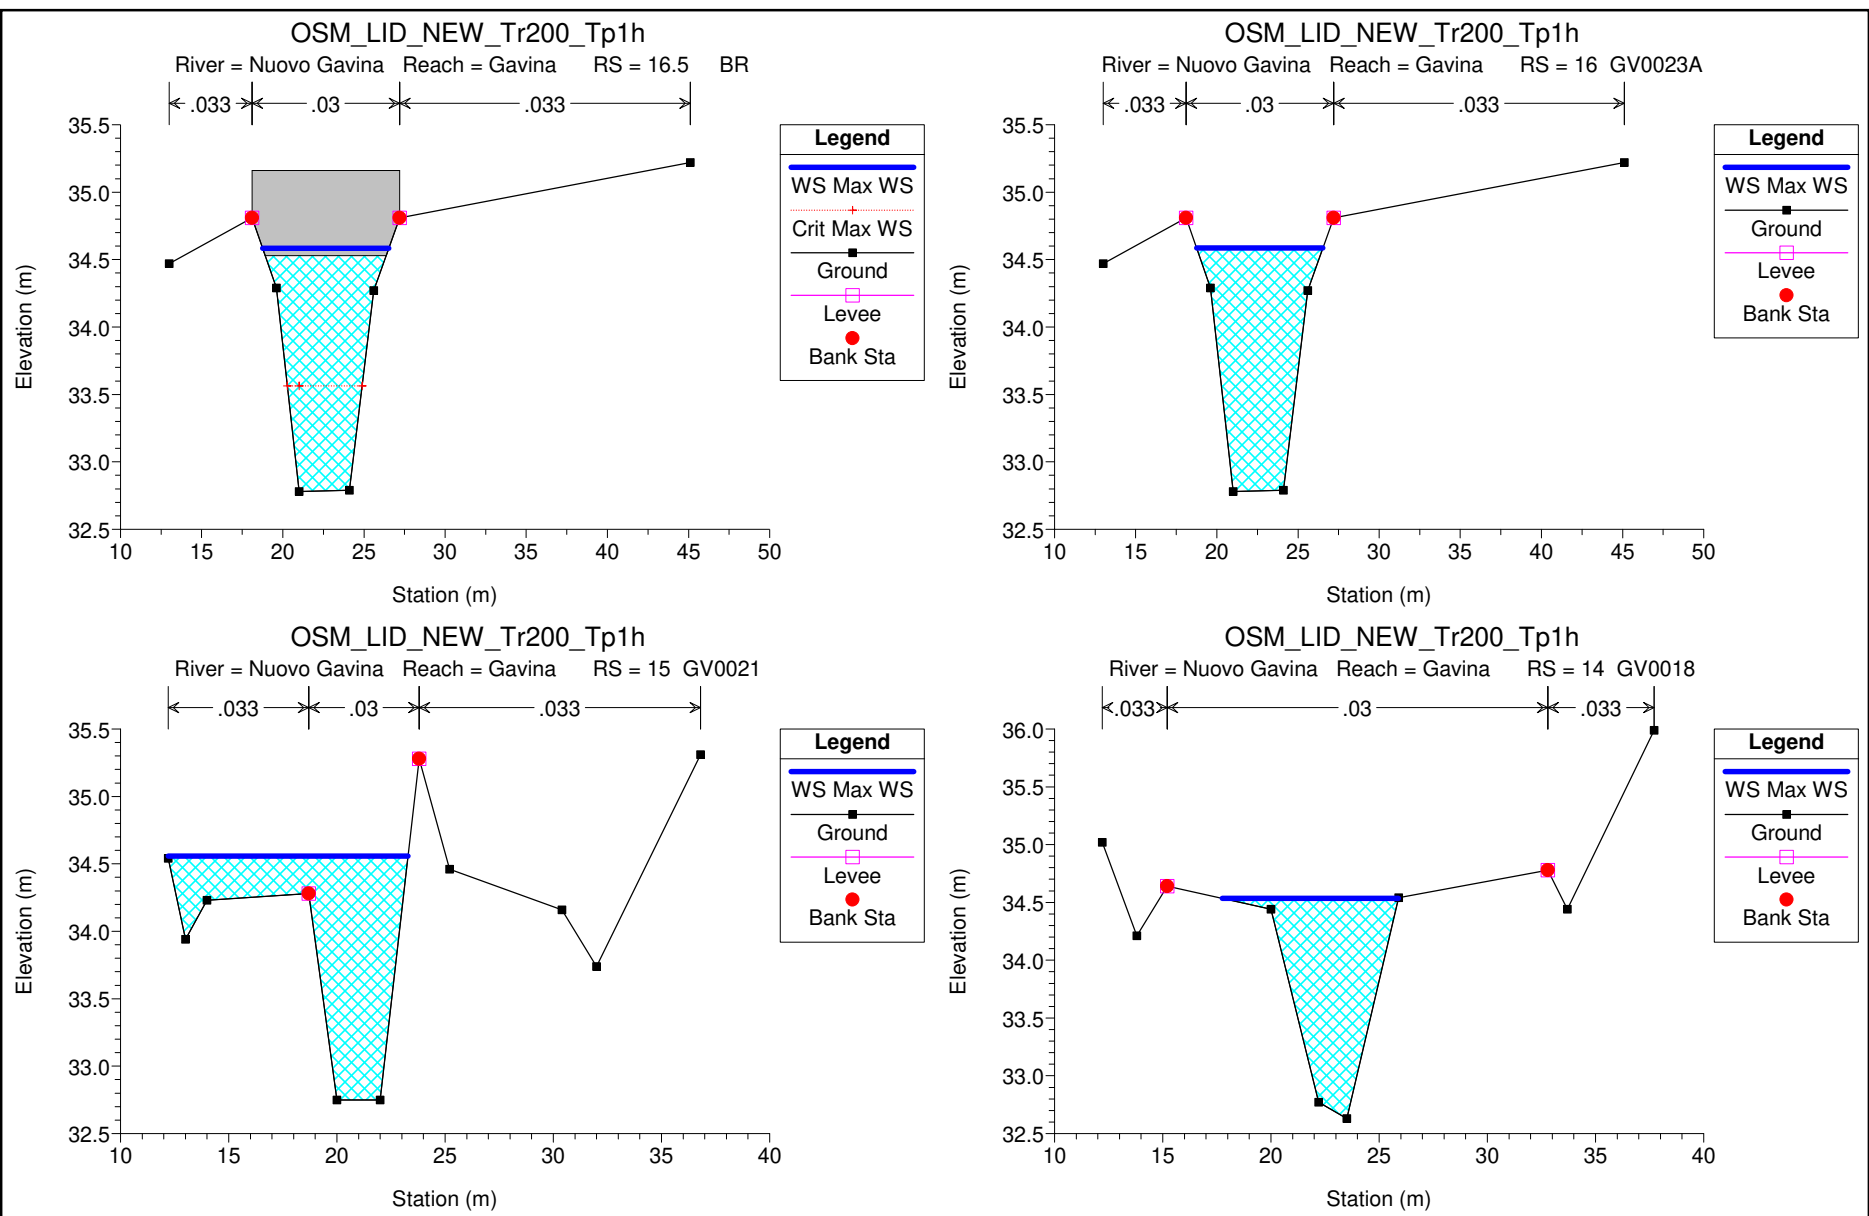 OSM_LID_NEW_Tr200_Tp1h
River = Nuovo Gavina Reach = Gavina RS = 16.5 BR
.033 .03 .033
35.5
35.0
34.5
34.0
33.5
33.0
32.5
Elevation (m)
10 15 20 25 30 35 40 45 50
Station (m)
Legend
WS Max WS
Crit Max WS
Ground
Levee
Bank Sta
OSM_LID_NEW_Tr200_Tp1h
River = Nuovo Gavina Reach = Gavina RS = 16 GV0023A
.033 .03 .033
35.5
35.0
34.5
34.0
33.5
33.0
32.5
Elevation (m)
10 15 20 25 30 35 40 45 50
Station (m)
Legend
WS Max WS
Ground
Levee
Bank Sta
OSM_LID_NEW_Tr200_Tp1h
River = Nuovo Gavina Reach = Gavina RS = 15 GV0021
.033 .03 .033
35.5
35.0
34.5
34.0
33.5
33.0
32.5
Elevation (m)
10 15 20 25 30 35 40
Station (m)
Legend
WS Max WS
Ground
Levee
Bank Sta
OSM_LID_NEW_Tr200_Tp1h
River = Nuovo Gavina Reach = Gavina RS = 14 GV0018
.033 .03 .033
36.0
35.5
35.0
34.5
34.0
33.5
33.0
32.5
Elevation (m)
10 15 20 25 30 35 40
Station (m)
Legend
WS Max WS
Ground
Levee
Bank Sta